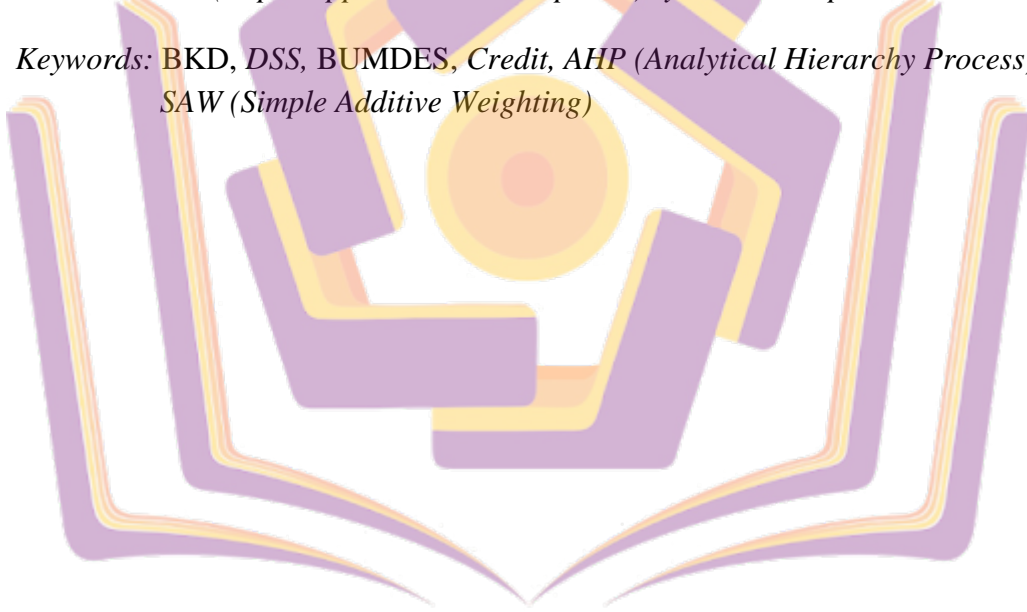 Keywords: BKD, DSS, BUMDES, Credit, AHP (Analytical Hierarchy Process)
SAW (Simple Additive Weighting)